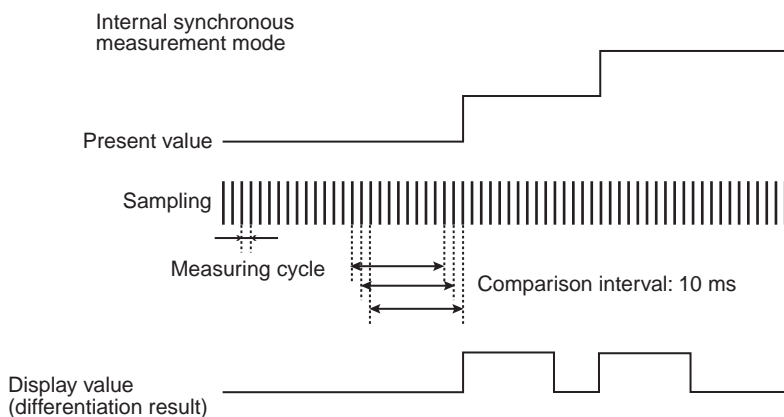 Internal synchronous
measurement mode
Present value
Sampling
Measuring cycle
Comparison interval: 10 ms
Display value
(differentiation result)